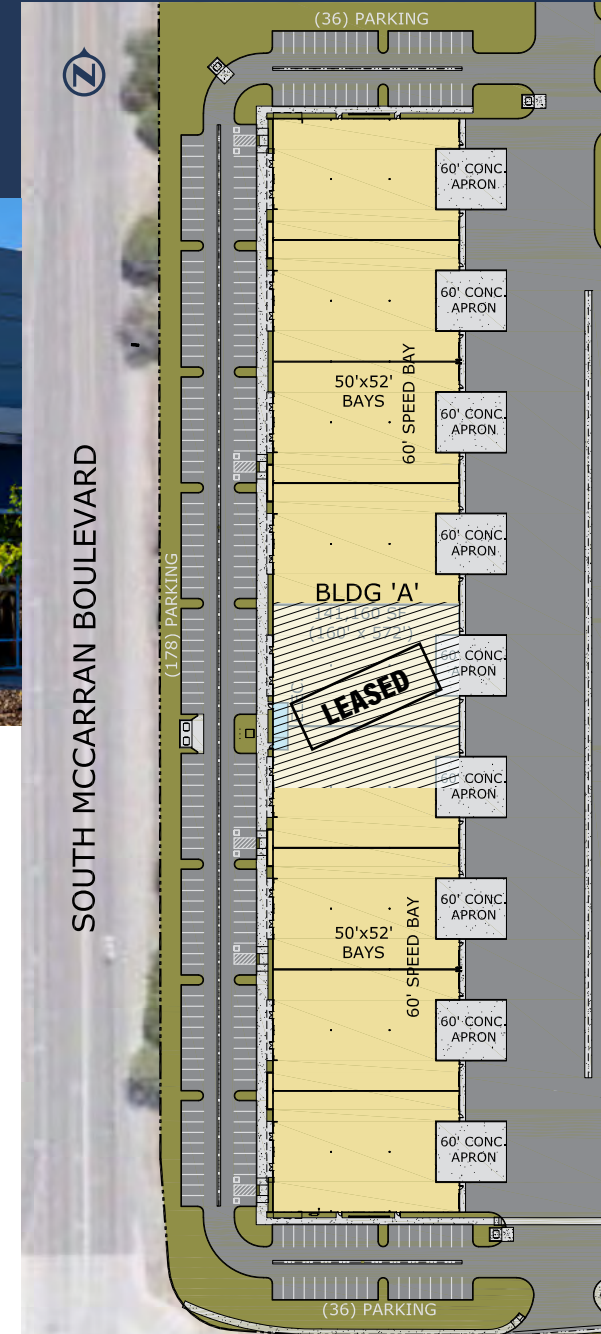 (36) PARKING
N
60' CONC.
APRON
60' CONC.
APRON
50'x52'
BAYS
60' SPEED BAY
60' CONC.
APRON
60' CONC.
APRON
SOUTH MCCARRAN BOULEVARD
(178) PARKING
BLDG 'A'
141,160 SF
(160' x 572')
LEASED
60' CONC.
APRON
60' CONC.
APRON
60' CONC.
APRON
50'x52'
BAYS
60' SPEED BAY
60' CONC.
APRON
60' CONC.
APRON
(36) PARKING